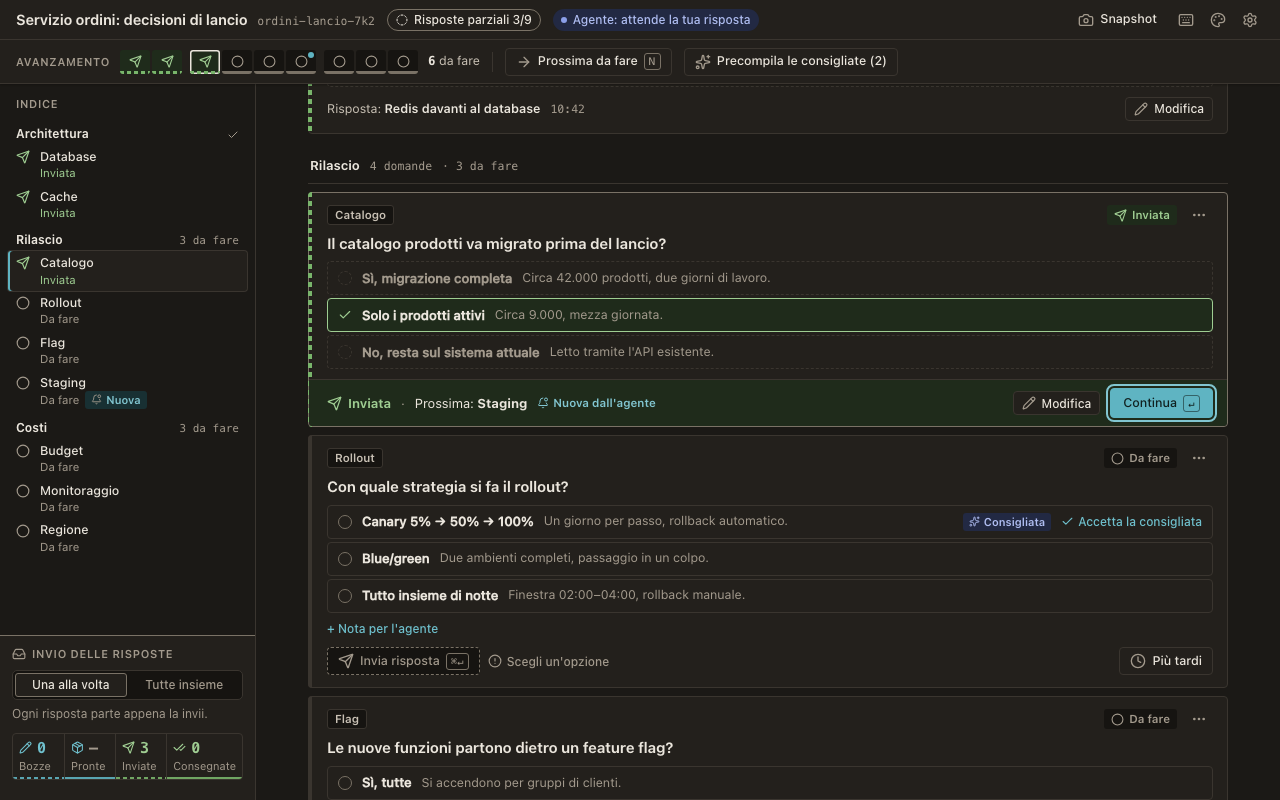 Servizio ordini: decisioni di lancio ordini-lancio-7k2 Risposte parziali 3/9 Agente: attende la tua risposta Snapshot
AVANZAMENTO 6 da fare Prossima da fare N Precompila le consigliate (2)
INDICE
Architettura
Database
Inviata
Cache
Inviata
Rilascio 3 da fare
Catalogo
Inviata
Rollout
Da fare
Flag
Da fare
Staging
Da fare Nuova
Costi 3 da fare
Budget
Da fare
Monitoraggio
Da fare
Regione
Da fare
INVIO DELLE RISPOSTE
Una alla volta Tutte insieme
Ogni risposta parte appena la invii.
0 – 3 0
Bozze Pronte Inviate Consegnate
Risposta: Redis davanti al database 10:42 Modifica
Rilascio 4 domande · 3 da fare
Catalogo Inviata
Il catalogo prodotti va migrato prima del lancio?
Sì, migrazione completa Circa 42.000 prodotti, due giorni di lavoro.
Solo i prodotti attivi Circa 9.000, mezza giornata.
No, resta sul sistema attuale Letto tramite l'API esistente.
Inviata · Prossima: Staging Nuova dall'agente Modifica Continua ↵
Rollout Da fare
Con quale strategia si fa il rollout?
Canary 5% → 50% → 100% Un giorno per passo, rollback automatico. Consigliata Accetta la consigliata
Blue/green Due ambienti completi, passaggio in un colpo.
Tutto insieme di notte Finestra 02:00–04:00, rollback manuale.
+ Nota per l'agente
Invia risposta ⌘↵ Scegli un'opzione Più tardi
Flag Da fare
Le nuove funzioni partono dietro un feature flag?
Sì, tutte Si accendono per gruppi di clienti.